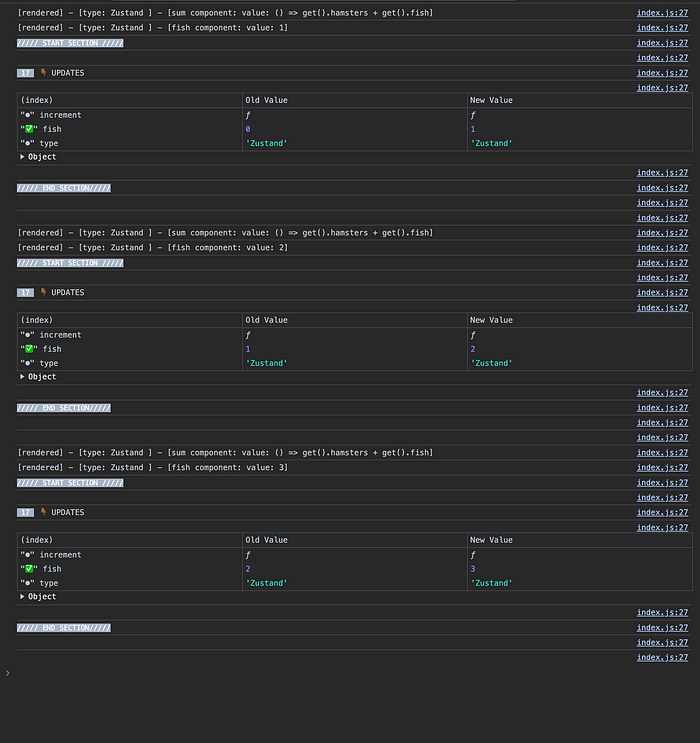 [rendered] – [type: Zustand ] – [sum component: value: () => get().hamsters + get().fish] index.js:27
[rendered] – [type: Zustand ] – [fish component: value: 1] index.js:27
///// START SECTION ///// index.js:27
index.js:27
17 👇 UPDATES index.js:27
index.js:27
(index) Old Value New Value
"⚈" increment ƒ ƒ
"✅" fish 0 1
"⚈" type 'Zustand' 'Zustand'
▶ Object
index.js:27
///// END SECTION///// index.js:27
index.js:27
index.js:27
[rendered] – [type: Zustand ] – [sum component: value: () => get().hamsters + get().fish] index.js:27
[rendered] – [type: Zustand ] – [fish component: value: 2] index.js:27
///// START SECTION ///// index.js:27
index.js:27
17 👇 UPDATES index.js:27
index.js:27
(index) Old Value New Value
"⚈" increment ƒ ƒ
"✅" fish 1 2
"⚈" type 'Zustand' 'Zustand'
▶ Object
index.js:27
///// END SECTION///// index.js:27
index.js:27
index.js:27
[rendered] – [type: Zustand ] – [sum component: value: () => get().hamsters + get().fish] index.js:27
[rendered] – [type: Zustand ] – [fish component: value: 3] index.js:27
///// START SECTION ///// index.js:27
index.js:27
17 👇 UPDATES index.js:27
index.js:27
(index) Old Value New Value
"⚈" increment ƒ ƒ
"✅" fish 2 3
"⚈" type 'Zustand' 'Zustand'
▶ Object
index.js:27
///// END SECTION///// index.js:27
index.js:27
index.js:27
>